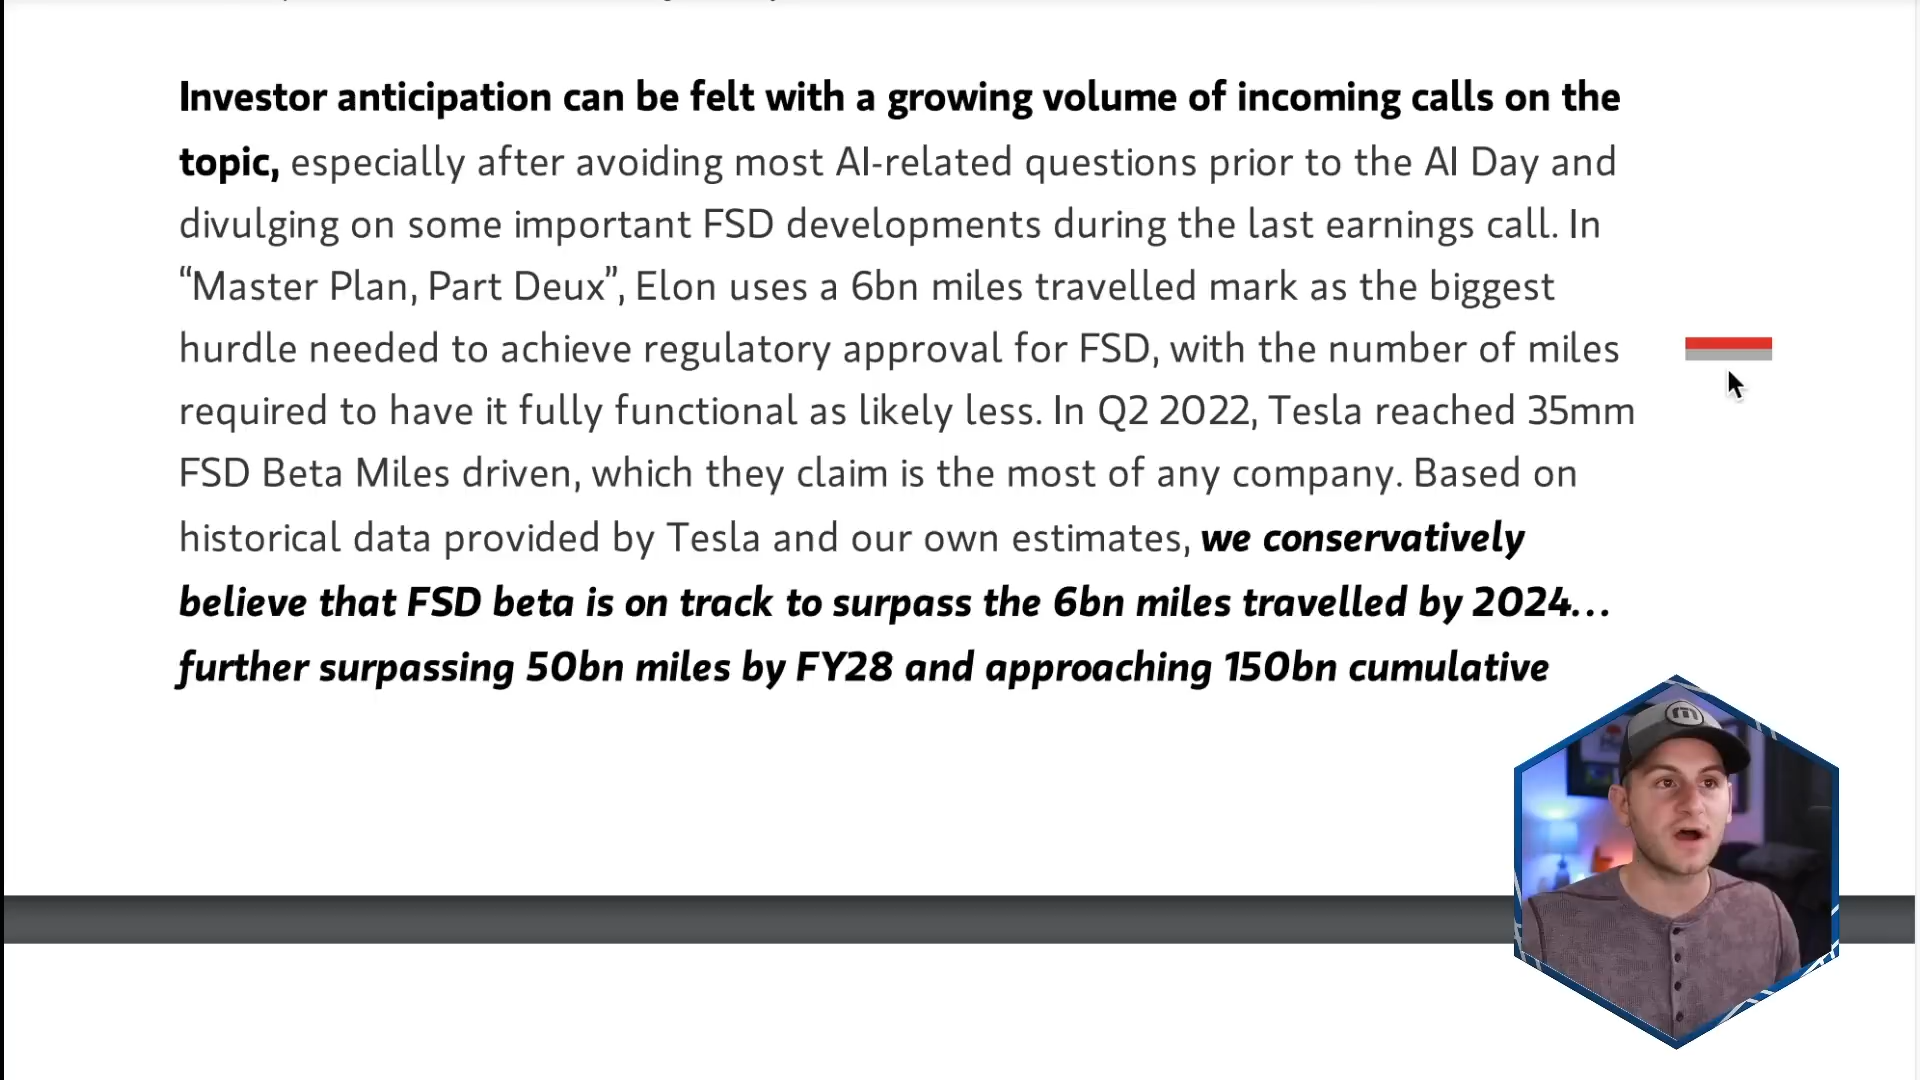 Investor anticipation can be felt with a growing volume of incoming calls on the
topic, especially after avoiding most AI-related questions prior to the AI Day and
divulging on some important FSD developments during the last earnings call. In
“Master Plan, Part Deux”, Elon uses a 6bn miles travelled mark as the biggest
hurdle needed to achieve regulatory approval for FSD, with the number of miles
required to have it fully functional as likely less. In Q2 2022, Tesla reached 35mm
FSD Beta Miles driven, which they claim is the most of any company. Based on
historical data provided by Tesla and our own estimates, we conservatively
believe that FSD beta is on track to surpass the 6bn miles travelled by 2024…
further surpassing 50bn miles by FY28 and approaching 150bn cumulative